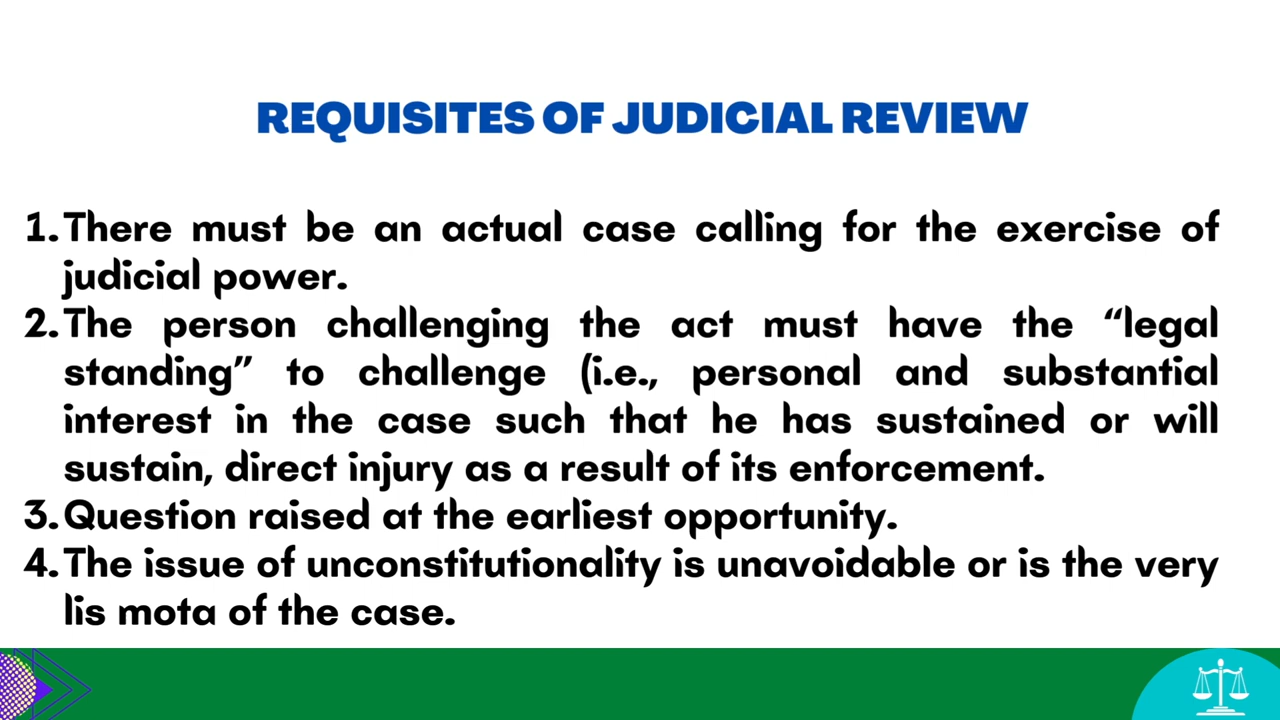 REQUISITES OF JUDICIAL REVIEW
1. There must be an actual case calling for the exercise of
judicial power.
2. The person challenging the act must have the “legal
standing” to challenge (i.e., personal and substantial
interest in the case such that he has sustained or will
sustain, direct injury as a result of its enforcement.
3. Question raised at the earliest opportunity.
4. The issue of unconstitutionality is unavoidable or is the very
lis mota of the case.